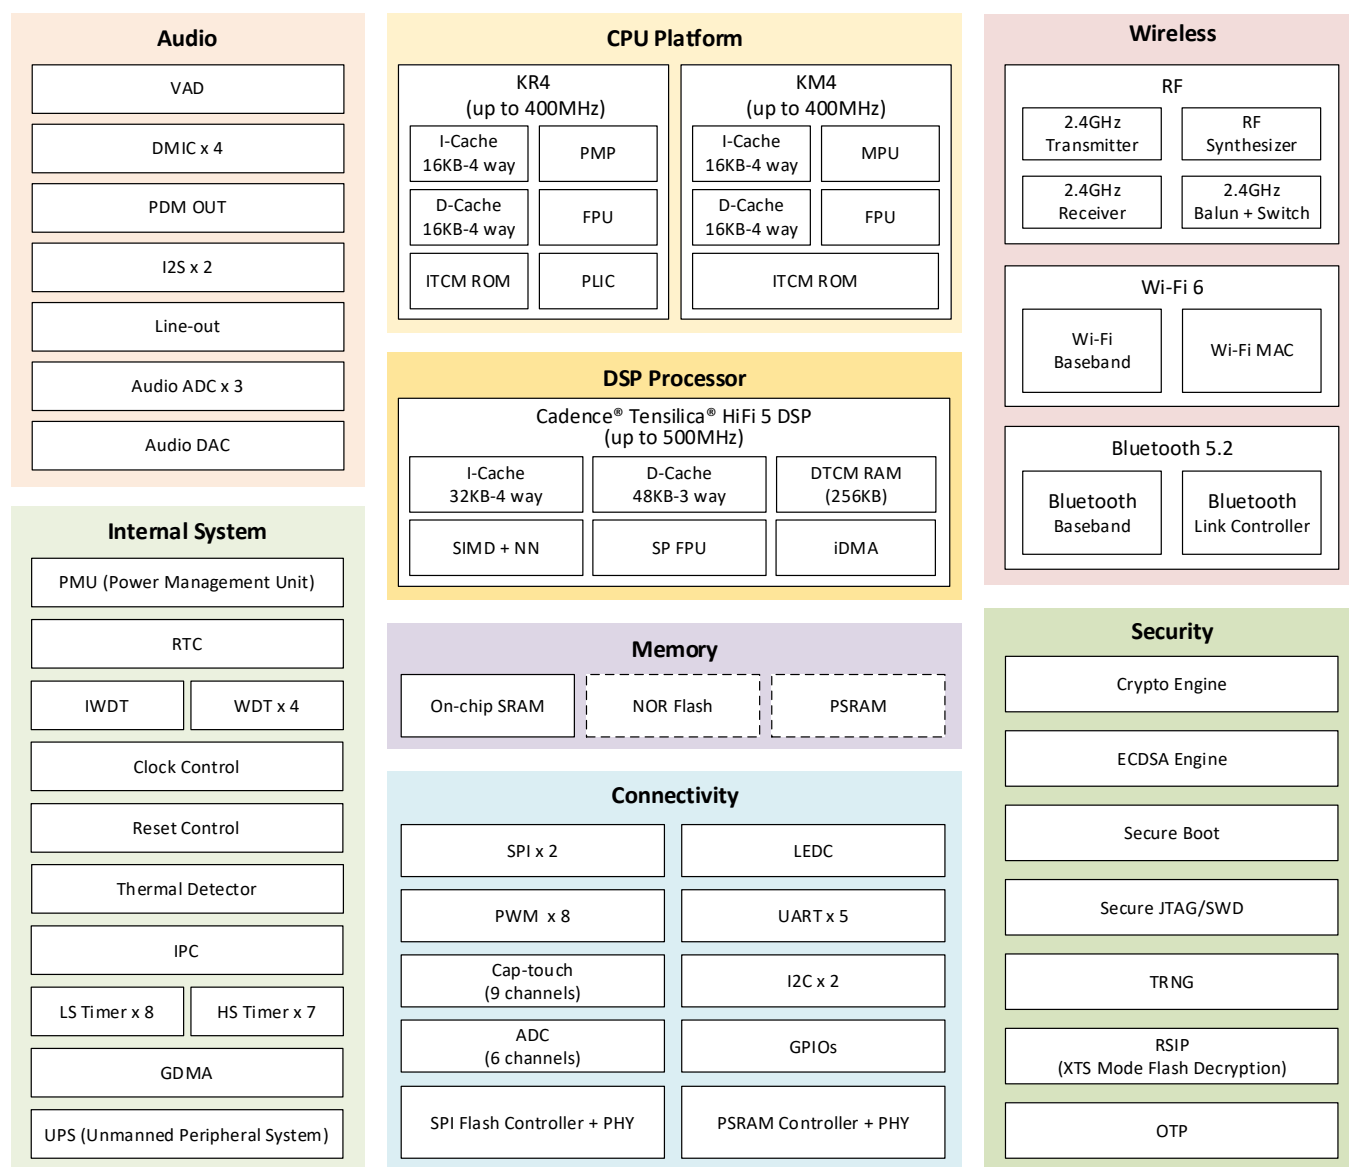 Audio
VAD
DMIC x 4
PDM OUT
I2S x 2
Line-out
Audio ADC x 3
Audio DAC
Internal System
PMU (Power Management Unit)
RTC
IWDT
WDT x 4
Clock Control
Reset Control
Thermal Detector
IPC
LS Timer x 8
HS Timer x 7
GDMA
UPS (Unmanned Peripheral System)
CPU Platform
KR4
(up to 400MHz)
I-Cache
16KB-4 way
PMP
D-Cache
16KB-4 way
FPU
ITCM ROM
PLIC
KM4
(up to 400MHz)
I-Cache
16KB-4 way
MPU
D-Cache
16KB-4 way
FPU
ITCM ROM
DSP Processor
Cadence® Tensilica® HiFi 5 DSP
(up to 500MHz)
I-Cache
32KB-4 way
D-Cache
48KB-3 way
DTCM RAM
(256KB)
SIMD + NN
SP FPU
iDMA
Memory
On-chip SRAM
NOR Flash
PSRAM
Connectivity
SPI x 2
LEDC
PWM x 8
UART x 5
Cap-touch
(9 channels)
I2C x 2
ADC
(6 channels)
GPIOs
SPI Flash Controller + PHY
PSRAM Controller + PHY
Wireless
RF
2.4GHz
Transmitter
RF
Synthesizer
2.4GHz
Receiver
2.4GHz
Balun + Switch
Wi-Fi 6
Wi-Fi
Baseband
Wi-Fi MAC
Bluetooth 5.2
Bluetooth
Baseband
Bluetooth
Link Controller
Security
Crypto Engine
ECDSA Engine
Secure Boot
Secure JTAG/SWD
TRNG
RSIP
(XTS Mode Flash Decryption)
OTP